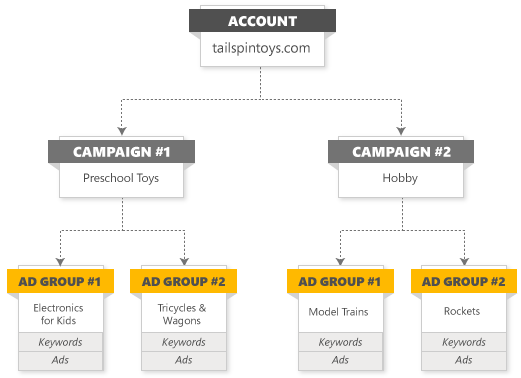 ACCOUNT
tailspintoys.com
CAMPAIGN #1
Preschool Toys
CAMPAIGN #2
Hobby
AD GROUP #1
Electronics
for Kids
Keywords
Ads
AD GROUP #2
Tricycles &
Wagons
Keywords
Ads
AD GROUP #1
Model Trains
Keywords
Ads
AD GROUP #2
Rockets
Keywords
Ads